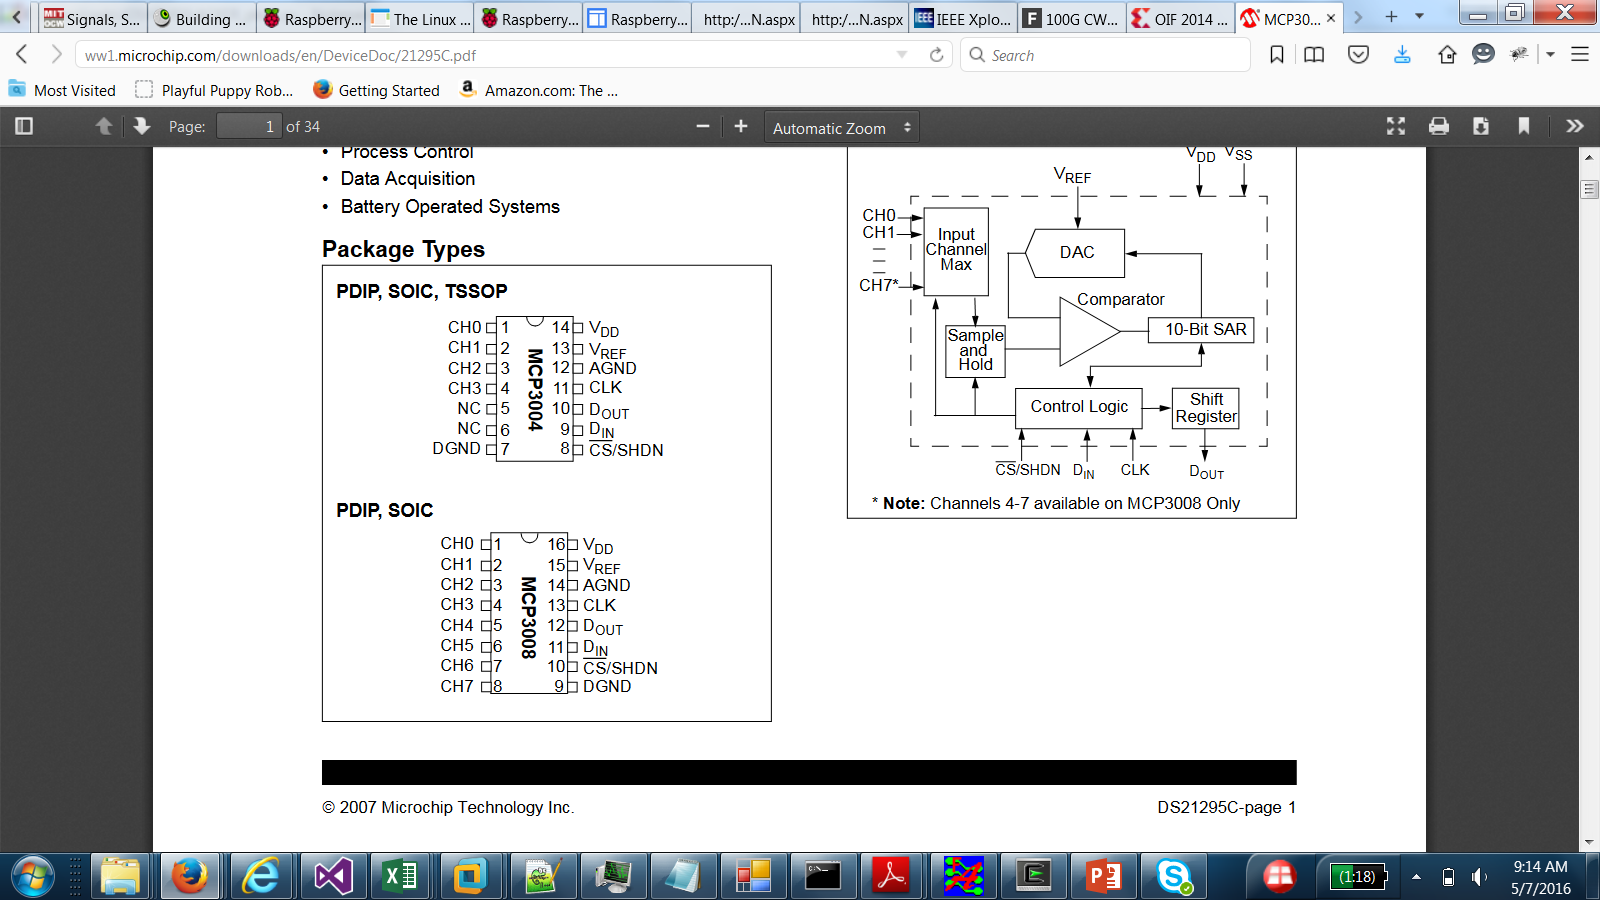 Signals, S...
Building ...
Raspberry...
The Linux ...
Raspberry...
Raspberry...
http:/...N.aspx
http:/...N.aspx
IEEE Xplo...
100G CW...
OIF 2014 ...
MCP30...
ww1.microchip.com/downloads/en/DeviceDoc/21295C.pdf
Search
Most Visited
Playful Puppy Rob...
Getting Started
Amazon.com: The ...
Page: 1 of 34
Automatic Zoom
• Process Control
• Data Acquisition
• Battery Operated Systems
Package Types
PDIP, SOIC, TSSOP
CH0 1 14 VDD
CH1 2 13 VREF
CH2 3 12 AGND
CH3 4 11 CLK
NC 5 10 DOUT
NC 6 9 DIN
DGND 7 8 CS/SHDN
MCP3004
PDIP, SOIC
CH0 1 16 VDD
CH1 2 15 VREF
CH2 3 14 AGND
CH3 4 13 CLK
CH4 5 12 DOUT
CH5 6 11 DIN
CH6 7 10 CS/SHDN
CH7 8 9 DGND
MCP3008
VDD VSS
VREF
CH0
CH1
CH7*
Input
Channel
Max
DAC
Comparator
Sample
and
Hold
10-Bit SAR
Control Logic
Shift
Register
CS/SHDN DIN CLK DOUT
* Note: Channels 4-7 available on MCP3008 Only
© 2007 Microchip Technology Inc.
DS21295C-page 1
(1:18)
9:14 AM
5/7/2016